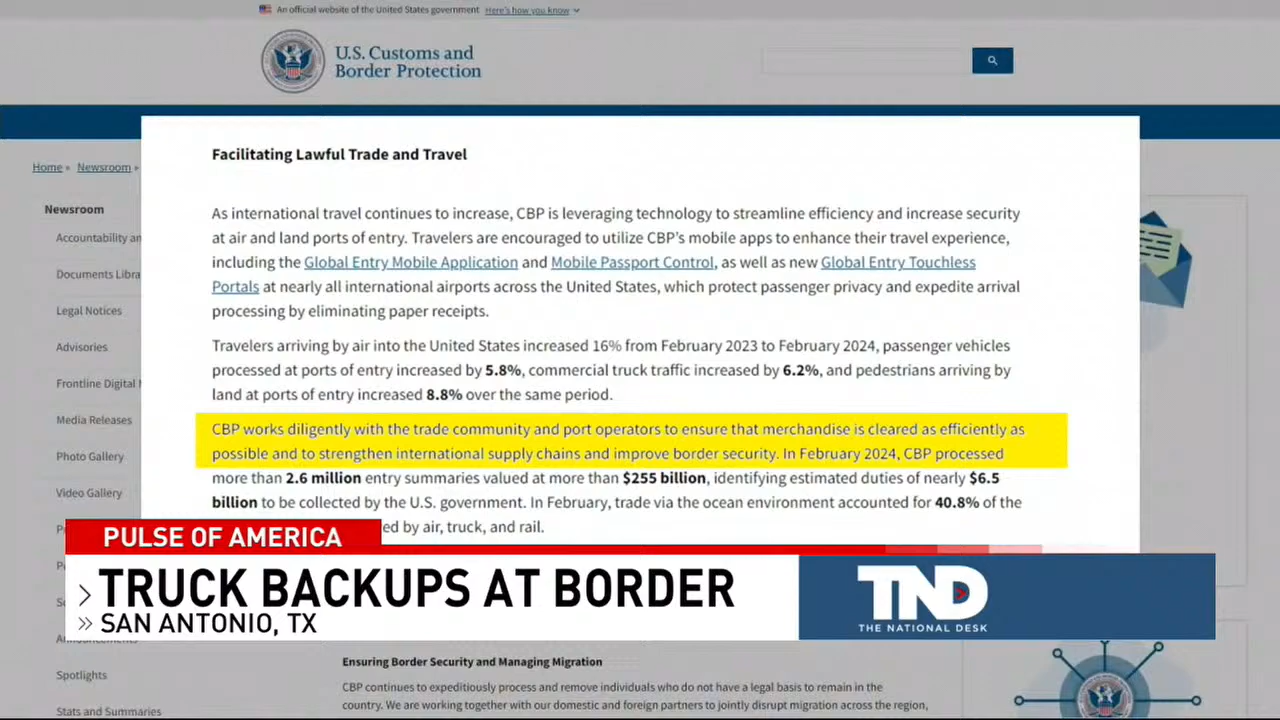 An official website of the United States government Here's how you know
U.S. Customs and
Border Protection
Home » Newsroom »
Newsroom
Accountability an
Documents Libra
Legal Notices
Advisories
Frontline Digital
Media Releases
Photo Gallery
Video Gallery
Announcements
Spotlights
Stats and Summaries
Facilitating Lawful Trade and Travel
As international travel continues to increase, CBP is leveraging technology to streamline efficiency and increase security
at air and land ports of entry. Travelers are encouraged to utilize CBP's mobile apps to enhance their travel experience,
including the Global Entry Mobile Application and Mobile Passport Control, as well as new Global Entry Touchless
Portals at nearly all international airports across the United States, which protect passenger privacy and expedite arrival
processing by eliminating paper receipts.
Travelers arriving by air into the United States increased 16% from February 2023 to February 2024, passenger vehicles
processed at ports of entry increased by 5.8%, commercial truck traffic increased by 6.2%, and pedestrians arriving by
land at ports of entry increased 8.8% over the same period.
CBP works diligently with the trade community and port operators to ensure that merchandise is cleared as efficiently as
possible and to strengthen international supply chains and improve border security. In February 2024, CBP processed
more than 2.6 million entry summaries valued at more than $255 billion, identifying estimated duties of nearly $6.5
billion to be collected by the U.S. government. In February, trade via the ocean environment accounted for 40.8% of the
ed by air, truck, and rail.
PULSE OF AMERICA
TRUCK BACKUPS AT BORDER
SAN ANTONIO, TX
TND
THE NATIONAL DESK
Ensuring Border Security and Managing Migration
CBP continues to expeditiously process and remove individuals who do not have a legal basis to remain in the
country. We are working together with our domestic and foreign partners to jointly disrupt migration across the region,